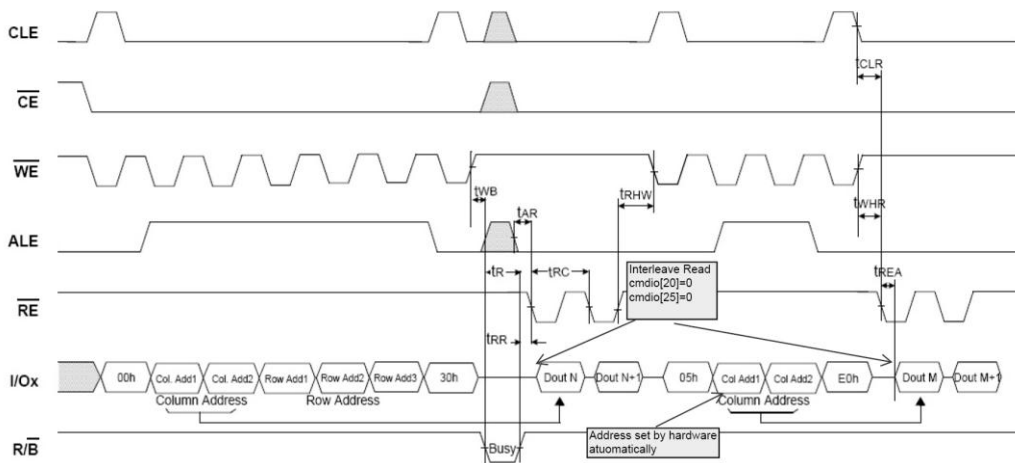 CLE
tCLR
CE
WE
tWB
tRHW
tWHR
tAR
ALE
Interleave Read
cmdio[20]=0
cmdio[25]=0
tR
tRC
tREA
RE
tRR
I/Ox
00h
Col. Add1
Col. Add2
Row Add1
Row Add2
Row Add3
30h
Dout N
Dout N+1
05h
Col Add1
Col Add2
E0h
Dout M
Dout M+1
Column Address
Row Address
Column Address
Address set by hardware
atuomatically
R/B
Busy